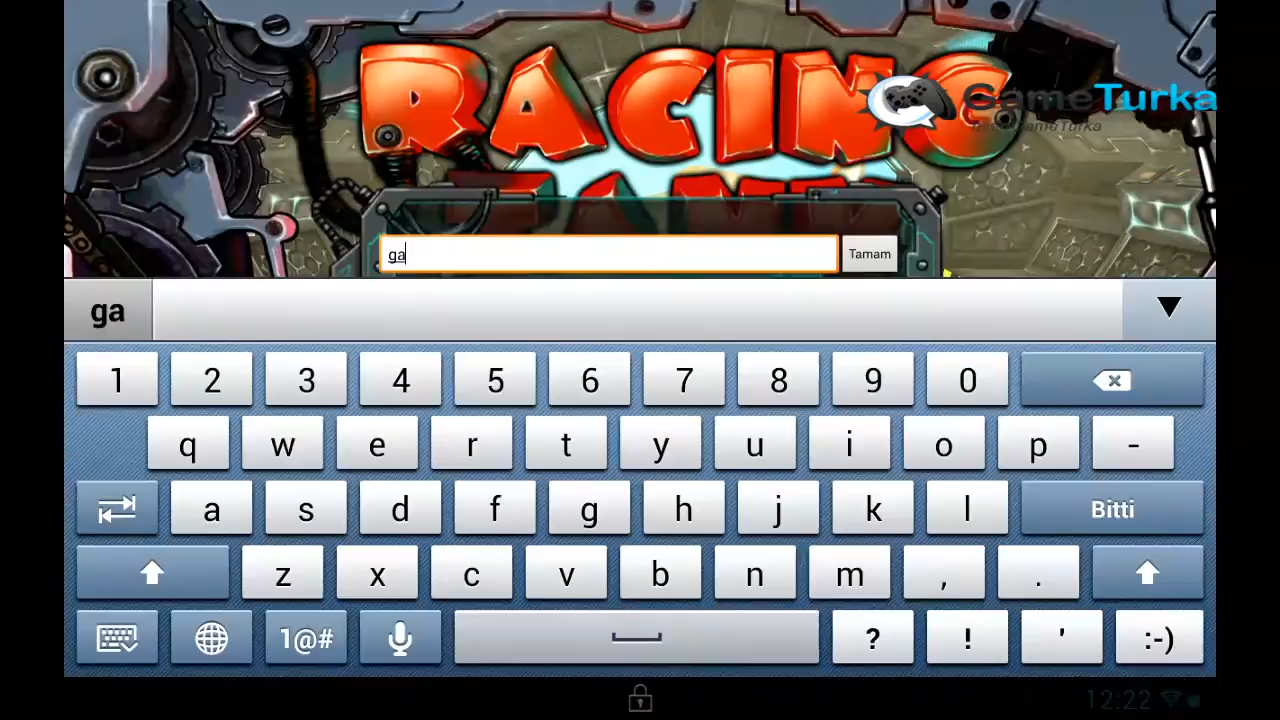 RACING
GameTurka
ga
Tamam
ga
1 2 3 4 5 6 7 8 9 0
q w e r t y u i o p -
a s d f g h j k l Bitti
z x c v b n m , .
1@# ? ! ' :-)
12:22